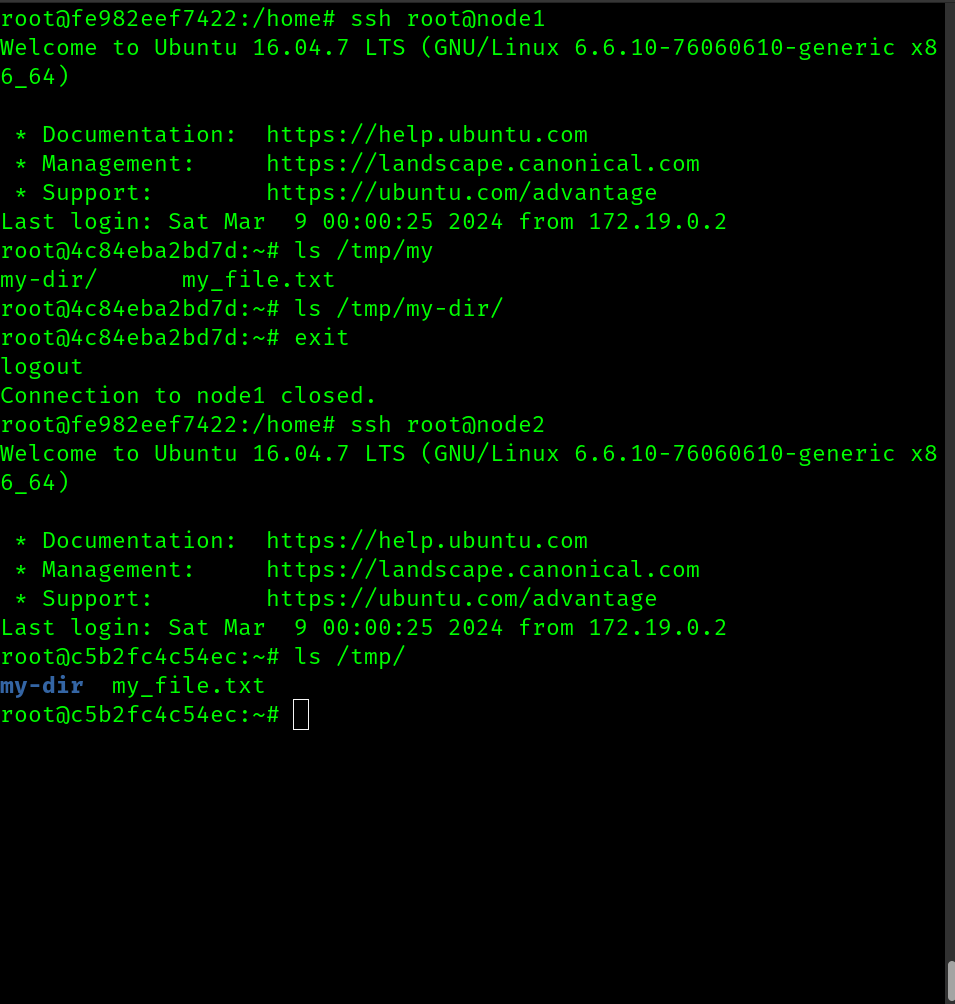 root@fe982eef7422:/home# ssh root@node1
Welcome to Ubuntu 16.04.7 LTS (GNU/Linux 6.6.10-76060610-generic x8
6_64)

 * Documentation:  https://help.ubuntu.com
 * Management:     https://landscape.canonical.com
 * Support:        https://ubuntu.com/advantage
Last login: Sat Mar  9 00:00:25 2024 from 172.19.0.2
root@4c84eba2bd7d:~# ls /tmp/my
my-dir/      my_file.txt
root@4c84eba2bd7d:~# ls /tmp/my-dir/
root@4c84eba2bd7d:~# exit
logout
Connection to node1 closed.
root@fe982eef7422:/home# ssh root@node2
Welcome to Ubuntu 16.04.7 LTS (GNU/Linux 6.6.10-76060610-generic x8
6_64)

 * Documentation:  https://help.ubuntu.com
 * Management:     https://landscape.canonical.com
 * Support:        https://ubuntu.com/advantage
Last login: Sat Mar  9 00:00:25 2024 from 172.19.0.2
root@c5b2fc4c54ec:~# ls /tmp/
my-dir  my_file.txt
root@c5b2fc4c54ec:~#